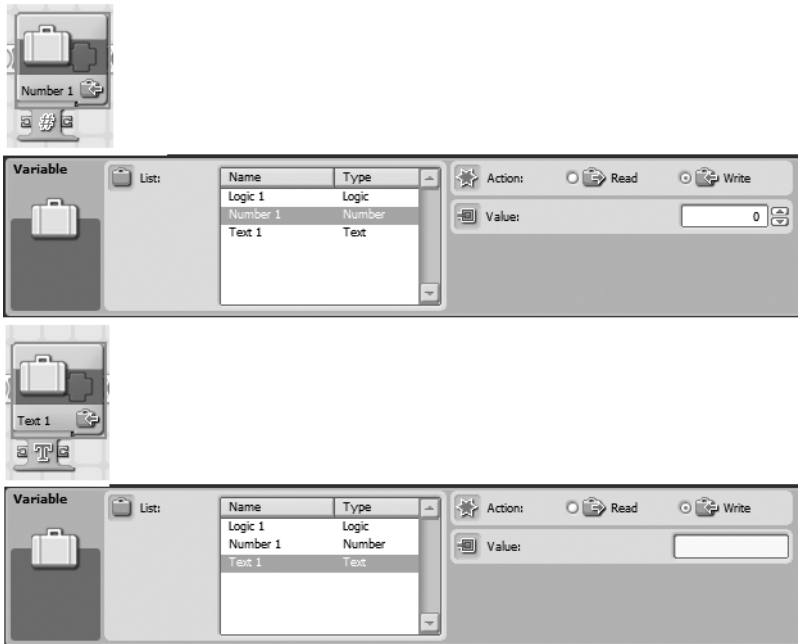 Number 1
#
Variable
List:
Name Type
Logic 1 Logic
Number 1 Number
Text 1 Text
Action: Read Write
Value: 0
Text 1
T
Variable
List:
Name Type
Logic 1 Logic
Number 1 Number
Text 1 Text
Action: Read Write
Value: